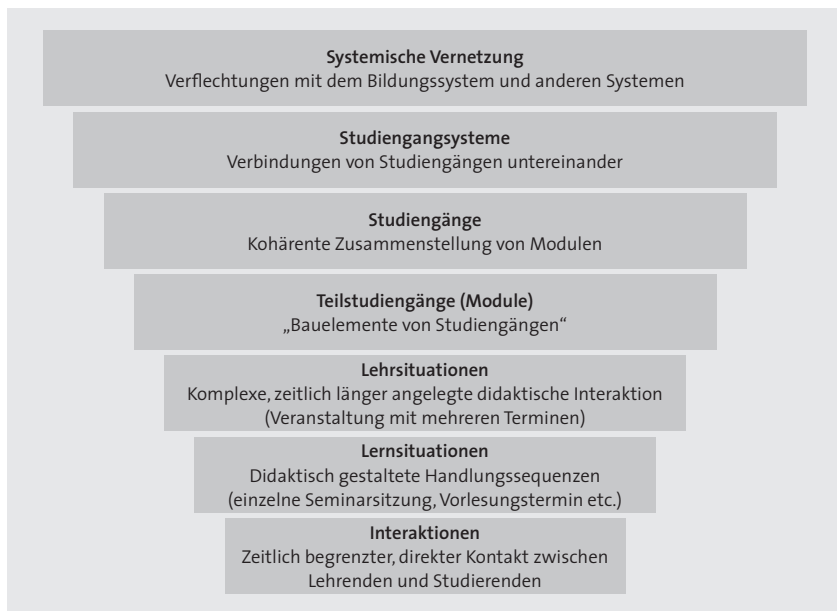 Systemische Vernetzung
Verflechtungen mit dem Bildungssystem und anderen Systemen
Studiengangsysteme
Verbindungen von Studiengängen untereinander
Studiengänge
Kohärente Zusammenstellung von Modulen
Teilstudiengänge (Module)
„Bauelemente von Studiengängen“
Lehrsituationen
Komplexe, zeitlich länger angelegte didaktische Interaktion
(Veranstaltung mit mehreren Terminen)
Lernsituationen
Didaktisch gestaltete Handlungssequenzen
(einzelne Seminarsitzung, Vorlesungstermin etc.)
Interaktionen
Zeitlich begrenzter, direkter Kontakt zwischen
Lehrenden und Studierenden